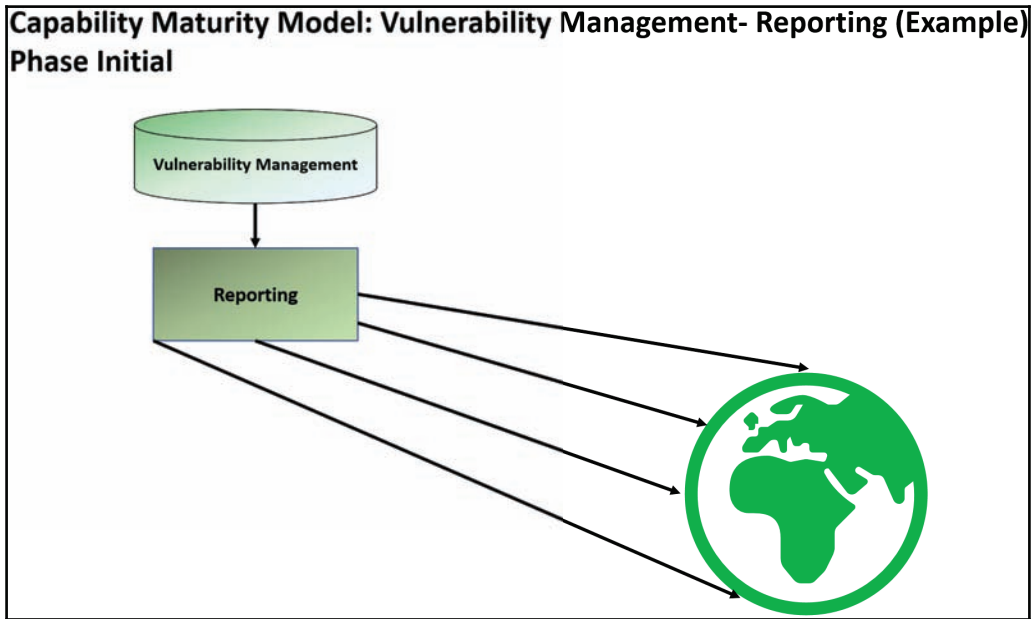 Capability Maturity Model: Vulnerability Management- Reporting (Example)
Phase Initial
Vulnerability Management
Reporting